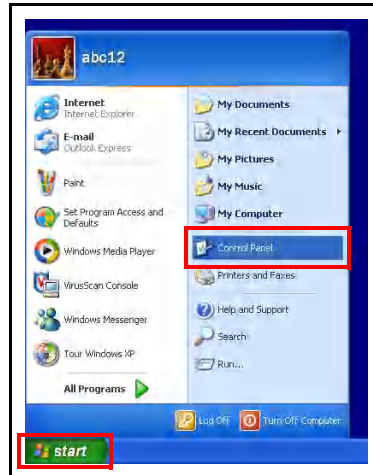 abc12
Internet
Internet Explorer
E-mail
Outlook Express
Paint
Set Program Access and
Defaults
Windows Media Player
VirusScan Console
Windows Messenger
Tour Windows XP
All Programs
My Documents
My Recent Documents
My Pictures
My Music
My Computer
Control Panel
Printers and Faxes
Help and Support
Search
Run...
Log Off
Turn Off Computer
start